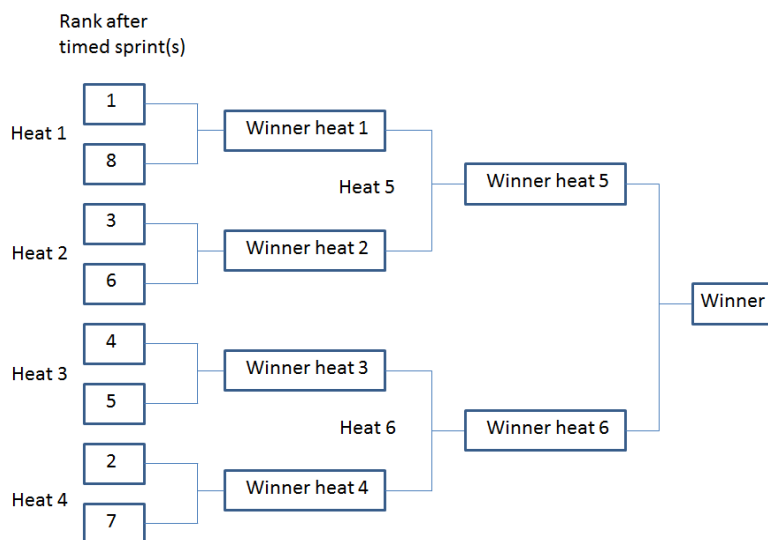 Rank after
timed sprint(s)
1
Heat 1
Winner heat 1
8
Heat 5
Winner heat 5
3
Heat 2
Winner heat 2
6
Winner
4
Heat 3
Winner heat 3
5
Heat 6
Winner heat 6
2
Heat 4
Winner heat 4
7